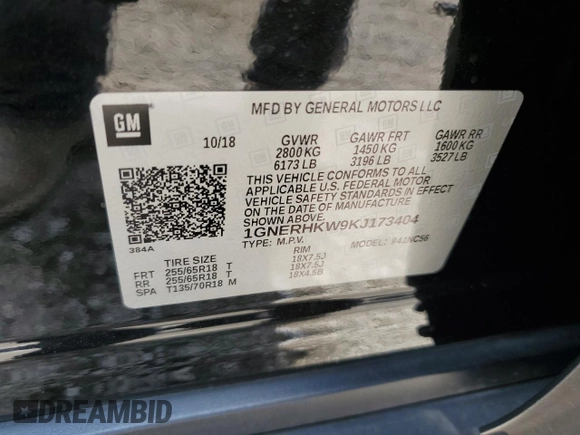 GM
MFD BY GENERAL MOTORS LLC
10/18 GVWR GAWR FRT GAWR RR
2800 KG 1450 KG 1600 KG
6173 LB 3196 LB 3527 LB
THIS VEHICLE CONFORMS TO ALL
APPLICABLE U.S. FEDERAL MOTOR
VEHICLE SAFETY STANDARDS IN EFFECT
ON THE DATE OF MANUFACTURE
SHOWN ABOVE.
1GNERHKW9KJ173404
TYPE: M.P.V. MODEL:
384A
TIRE SIZE RIM
FRT 255/65R18 T 18X7.5J
RR 255/65R18 T 18X7.5J
SPA T135/70R18 M 18X4.5B
DREAMBID